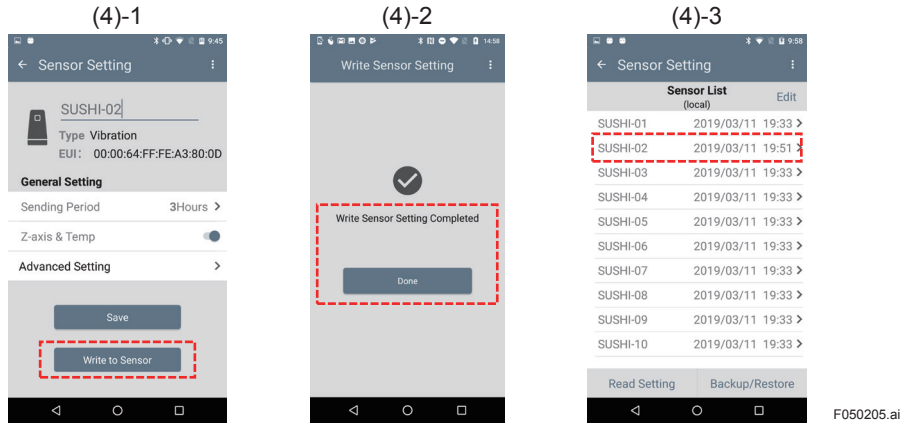 (4)-1
9:45
Sensor Setting
SUSHI-02
Type Vibration
EUI: 00:00:64:FF:FE:A3:80:0D
General Setting
Sending Period 3Hours >
Z-axis & Temp
Advanced Setting >
Save
Write to Sensor
(4)-2
14:58
Write Sensor Setting
Write Sensor Setting Completed
Done
(4)-3
9:58
Sensor Setting
Sensor List
(local)
Edit
SUSHI-01 2019/03/11 19:33 >
SUSHI-02 2019/03/11 19:51 >
SUSHI-03 2019/03/11 19:33 >
SUSHI-04 2019/03/11 19:33 >
SUSHI-05 2019/03/11 19:33 >
SUSHI-06 2019/03/11 19:33 >
SUSHI-07 2019/03/11 19:33 >
SUSHI-08 2019/03/11 19:33 >
SUSHI-09 2019/03/11 19:33 >
SUSHI-10 2019/03/11 19:33 >
Read Setting Backup/Restore
F050205.ai